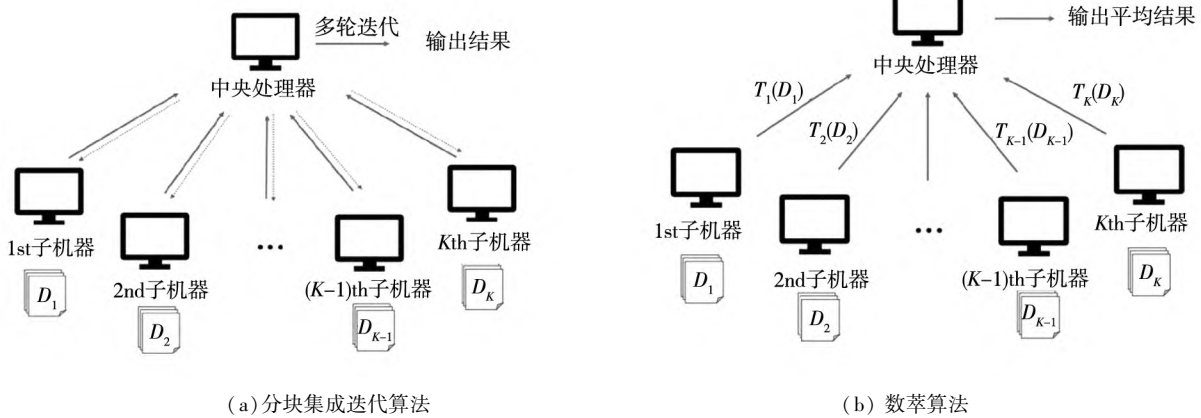 多轮迭代
输出结果
中央处理器
1st子机器
2nd子机器
...
(K-1)th子机器
Kth子机器
D1
D2
DK-1
DK
(a)分块集成迭代算法
输出平均结果
中央处理器
T1(D1)
T2(D2)
TK-1(DK-1)
TK(DK)
1st子机器
2nd子机器
...
(K-1)th子机器
Kth子机器
D1
D2
DK-1
DK
(b) 数萃算法